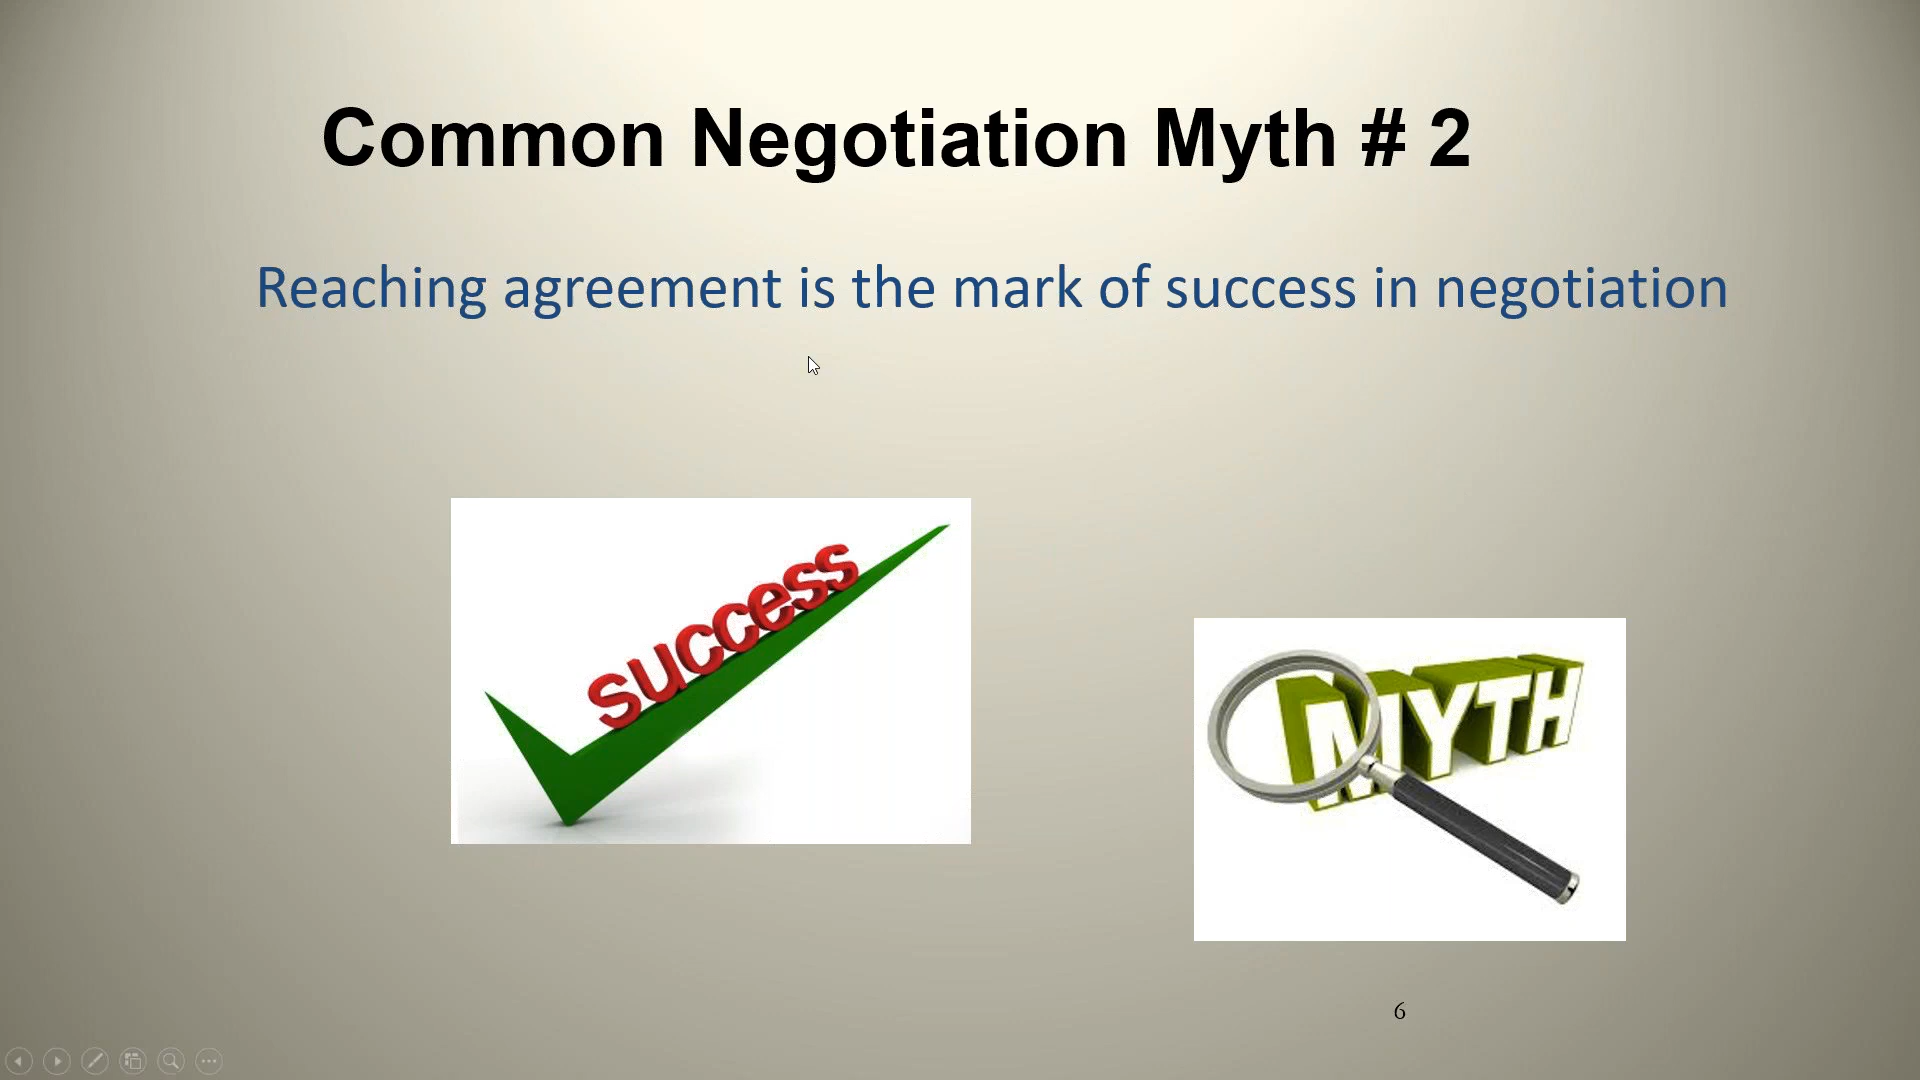 Common Negotiation Myth # 2
Reaching agreement is the mark of success in negotiation
success
MYTH
6